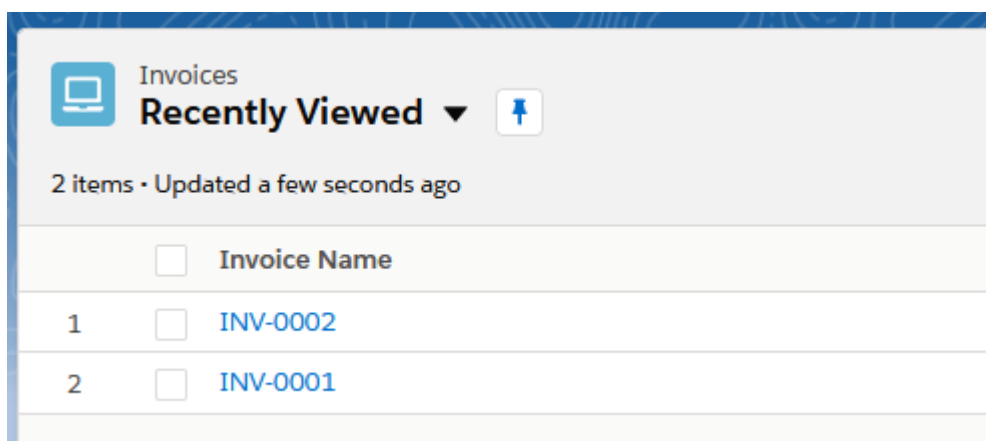 Invoices
Recently Viewed
2 items • Updated a few seconds ago
Invoice Name
1 INV-0002
2 INV-0001